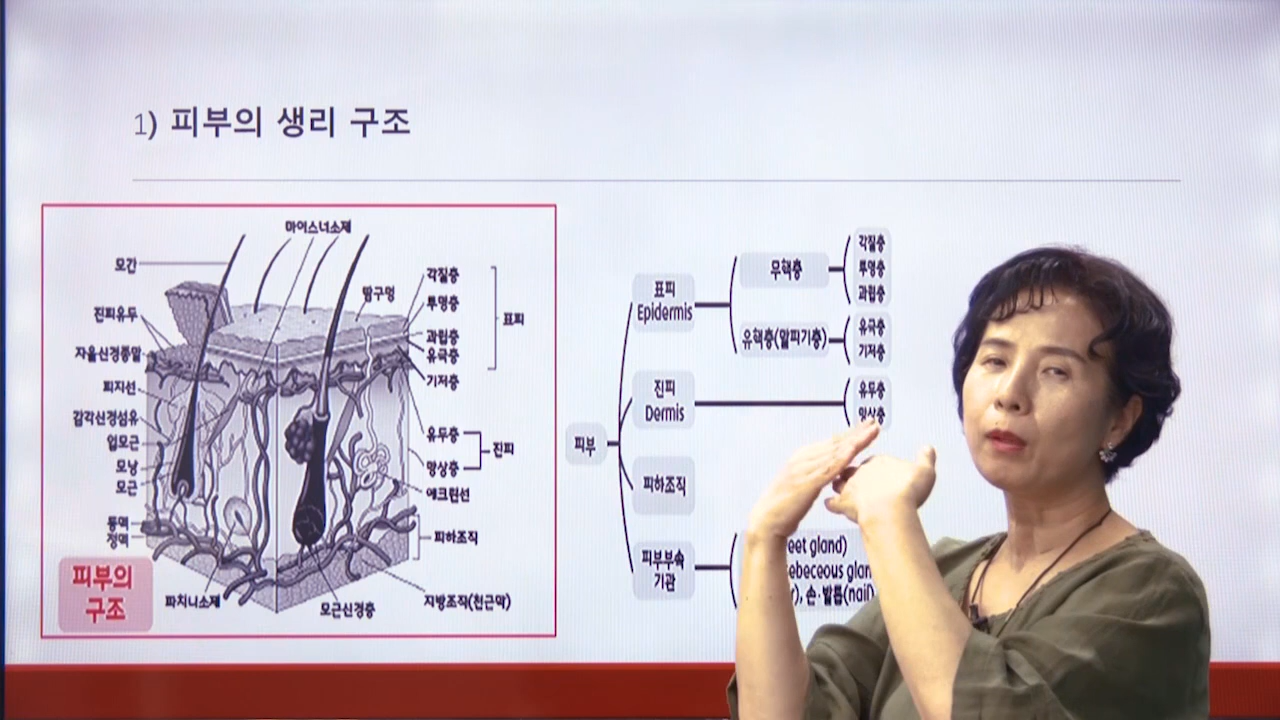 1) 피부의 생리 구조
마이스너소체
모간
진피유두
자율신경종말
피지선
감각신경섬유
입모근
모낭
모근
동맥
정맥
땀구멍
각질층
투명층
과립층
유극층
기저층
표피
유두층
망상층
진피
에크린선
피하조직
파치니소체
모근신경총
지방조직(천근막)
피부의
구조
피부
표피
Epidermis
무핵층
각질층
투명층
과립층
유핵층(말피기층)
유극층
기저층
진피
Dermis
유두층
망상층
피하조직
피부부속
기관
gland)
손·발톱(nail)